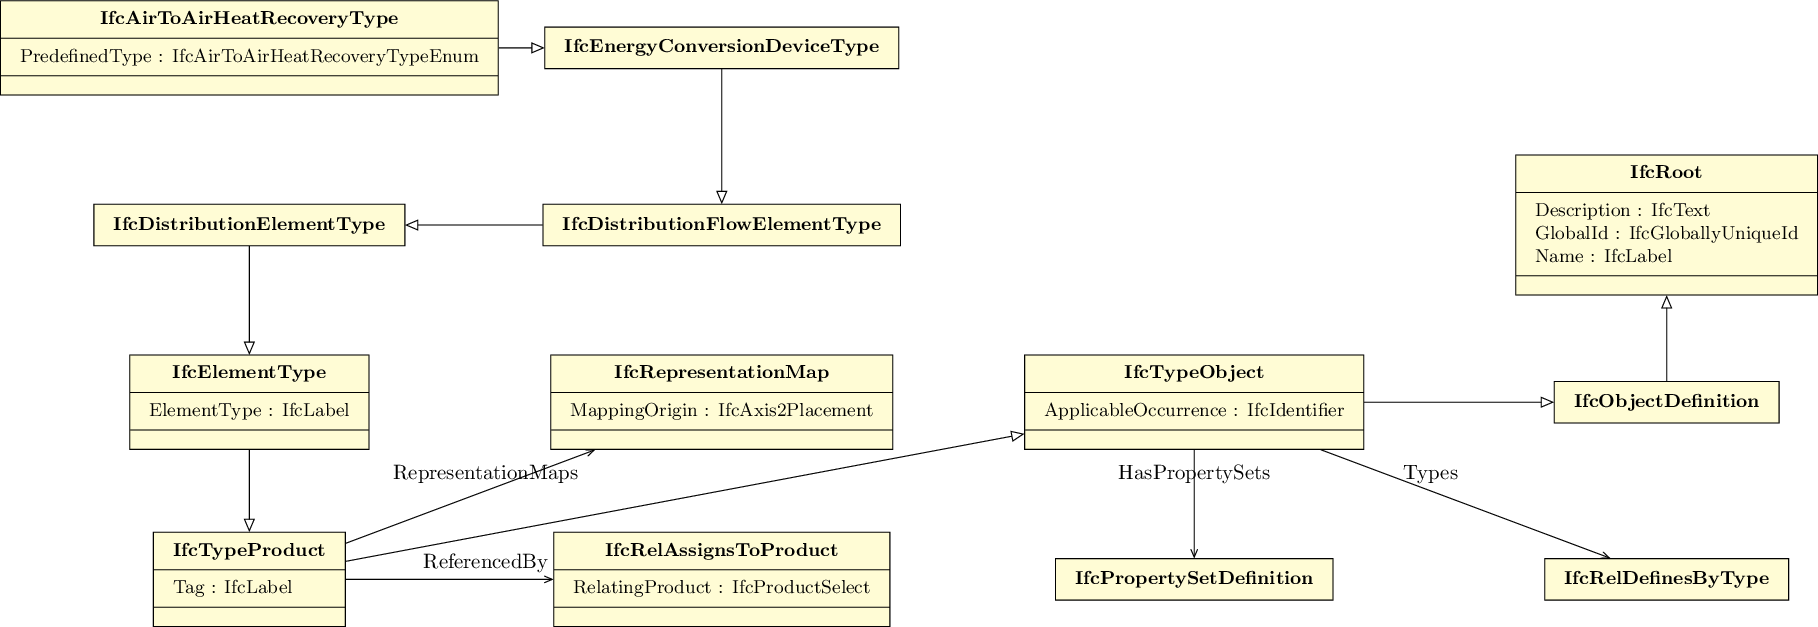 IfcAirToAirHeatRecoveryType
PredefinedType : IfcAirToAirHeatRecoveryTypeEnum
IfcEnergyConversionDeviceType
IfcRoot
Description : IfcText
GlobalId : IfcGloballyUniqueId
Name : IfcLabel
IfcDistributionElementType
IfcDistributionFlowElementType
IfcElementType
ElementType : IfcLabel
IfcRepresentationMap
MappingOrigin : IfcAxis2Placement
IfcTypeObject
ApplicableOccurrence : IfcIdentifier
IfcObjectDefinition
RepresentationMaps
HasPropertySets
Types
IfcTypeProduct
Tag : IfcLabel
ReferencedBy
IfcRelAssignsToProduct
RelatingProduct : IfcProductSelect
IfcPropertySetDefinition
IfcRelDefinesByType